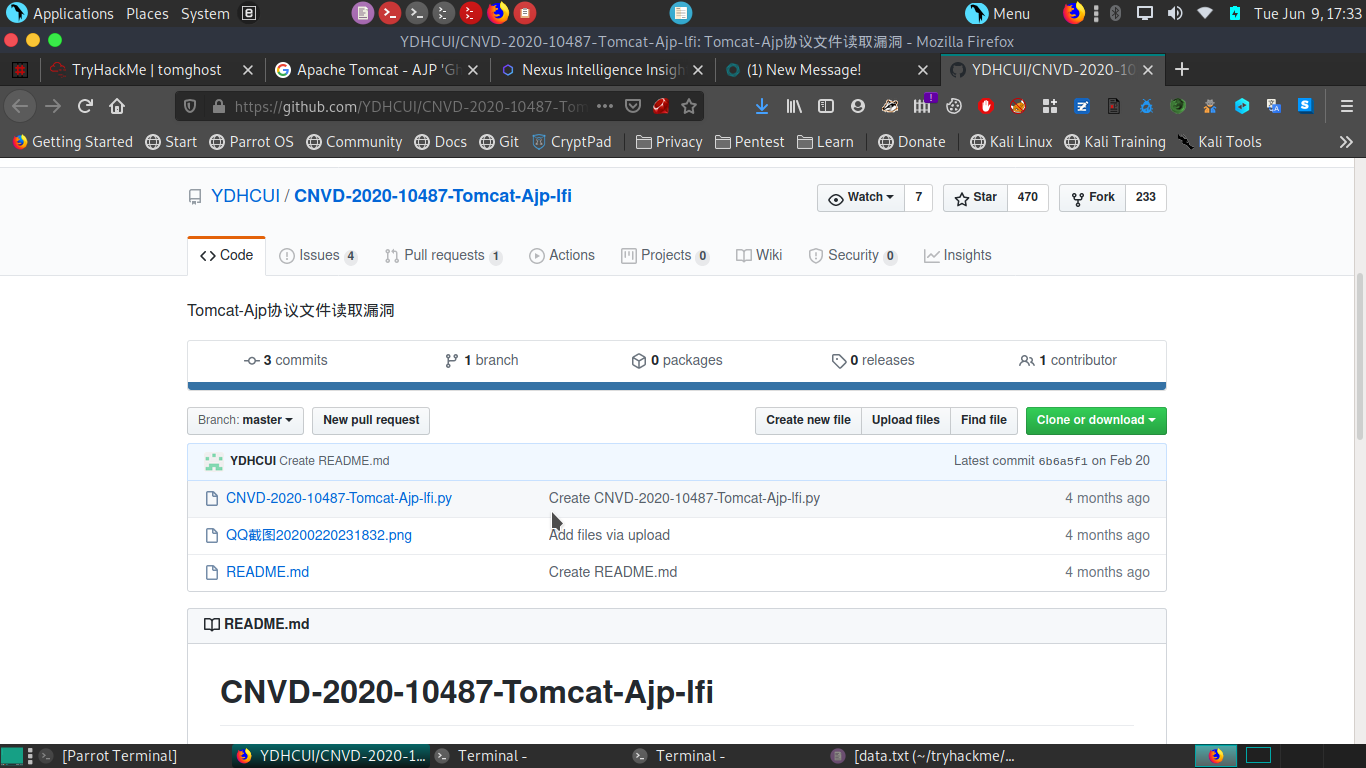 Applications Places System Menu Tue Jun 9, 17:33
YDHCUI/CNVD-2020-10487-Tomcat-Ajp-lfi: Tomcat-Ajp协议文件读取漏洞 - Mozilla Firefox
TryHackMe | tomghost Apache Tomcat - AJP 'Gh Nexus Intelligence Insigh (1) New Message! YDHCUI/CNVD-2020-10
https://github.com/YDHCUI/CNVD-2020-10487-Tom
Getting Started Start Parrot OS Community Docs Git CryptPad Privacy Pentest Learn Donate Kali Linux Kali Training Kali Tools
YDHCUI / CNVD-2020-10487-Tomcat-Ajp-lfi Watch 7 Star 470 Fork 233
Code Issues 4 Pull requests 1 Actions Projects 0 Wiki Security 0 Insights
Tomcat-Ajp协议文件读取漏洞
3 commits 1 branch 0 packages 0 releases 1 contributor
Branch: master New pull request Create new file Upload files Find file Clone or download
YDHCUI Create README.md Latest commit 6b6a5f1 on Feb 20
CNVD-2020-10487-Tomcat-Ajp-lfi.py Create CNVD-2020-10487-Tomcat-Ajp-lfi.py 4 months ago
QQ截图20200220231832.png Add files via upload 4 months ago
README.md Create README.md 4 months ago
README.md
CNVD-2020-10487-Tomcat-Ajp-lfi
[Parrot Terminal] YDHCUI/CNVD-2020-1... Terminal - Terminal - [data.txt (~/tryhackme/...